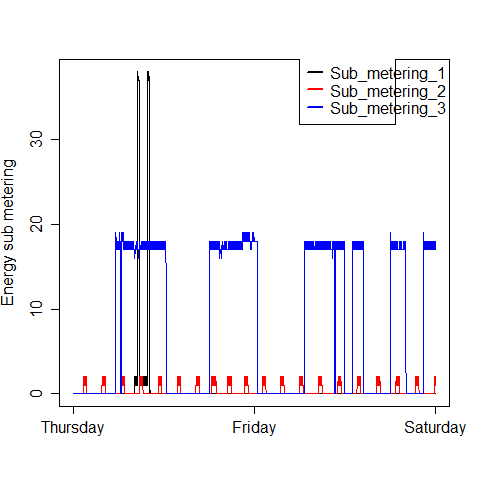 Sub_metering_1
Sub_metering_2
Sub_metering_3
Energy sub metering
30
20
10
0
Thursday Friday Saturday